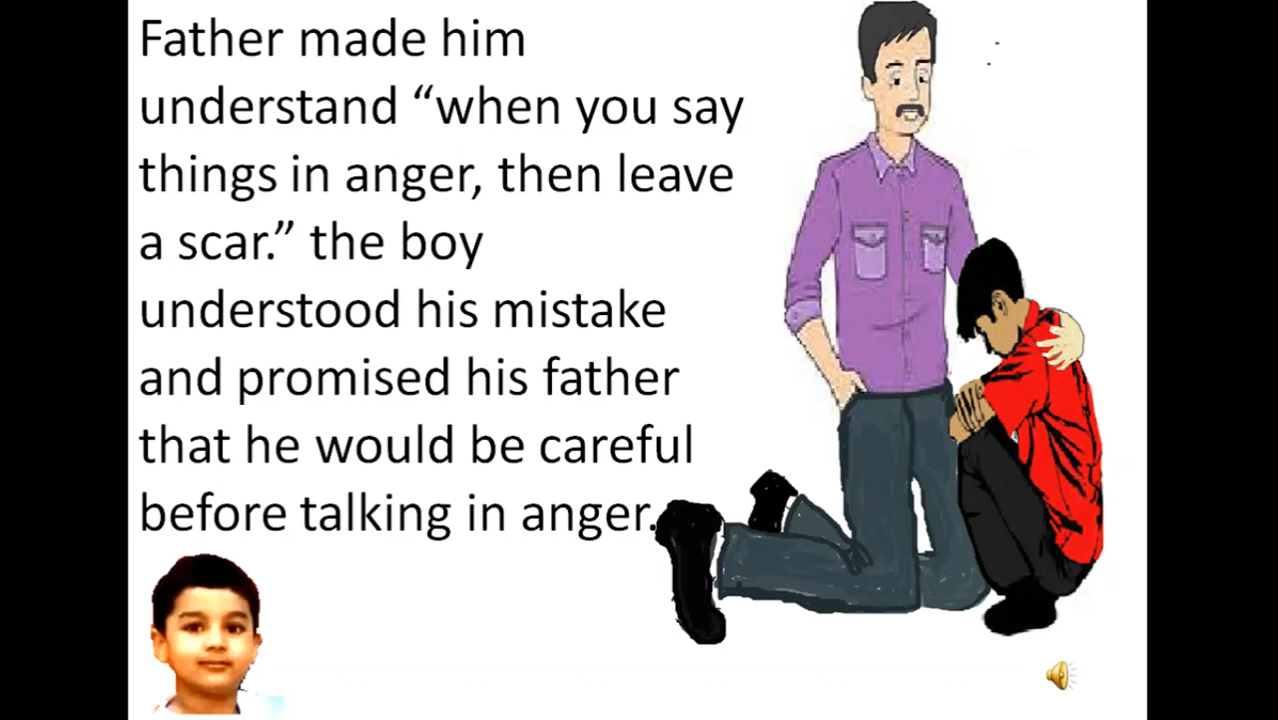 Father made him
understand “when you say
things in anger, then leave
a scar.” the boy
understood his mistake
and promised his father
that he would be careful
before talking in anger.